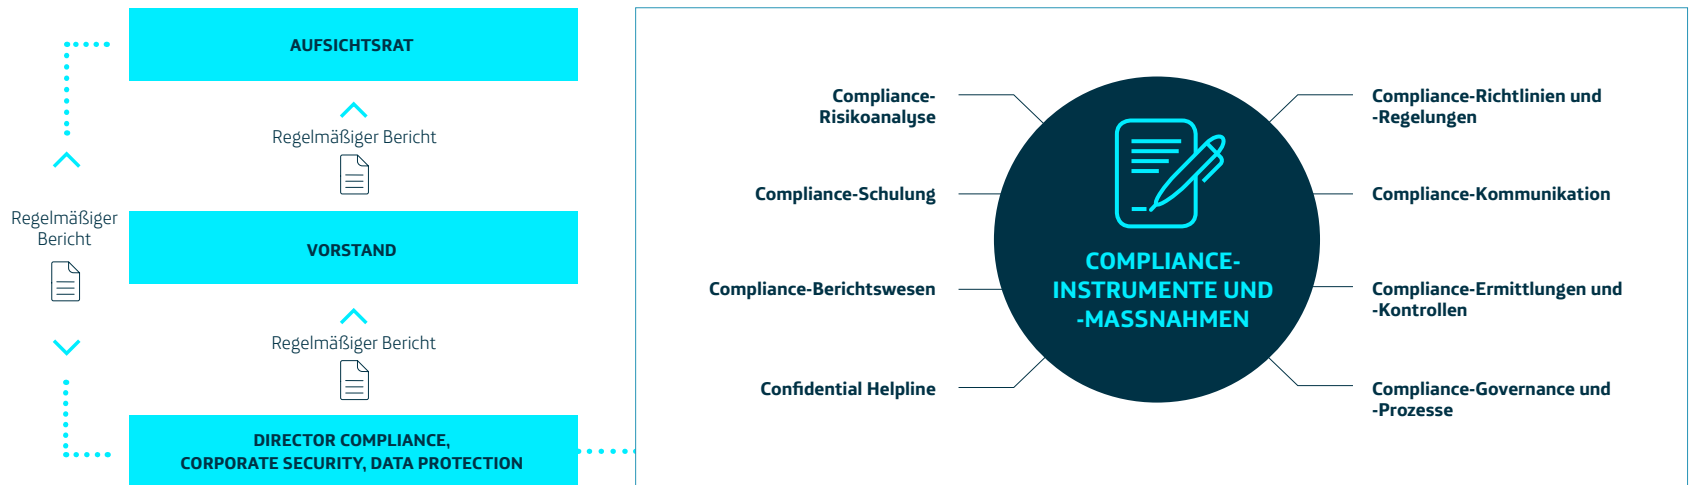 AUFSICHTSRAT
Regelmäßiger Bericht
Regelmäßiger
Bericht
VORSTAND
Regelmäßiger Bericht
DIRECTOR COMPLIANCE,
CORPORATE SECURITY, DATA PROTECTION
Compliance-
Risikoanalyse
Compliance-Schulung
Compliance-Berichtswesen
Confidential Helpline
COMPLIANCE-
INSTRUMENTE UND
-MASSNAHMEN
Compliance-Richtlinien und
-Regelungen
Compliance-Kommunikation
Compliance-Ermittlungen und
-Kontrollen
Compliance-Governance und
-Prozesse